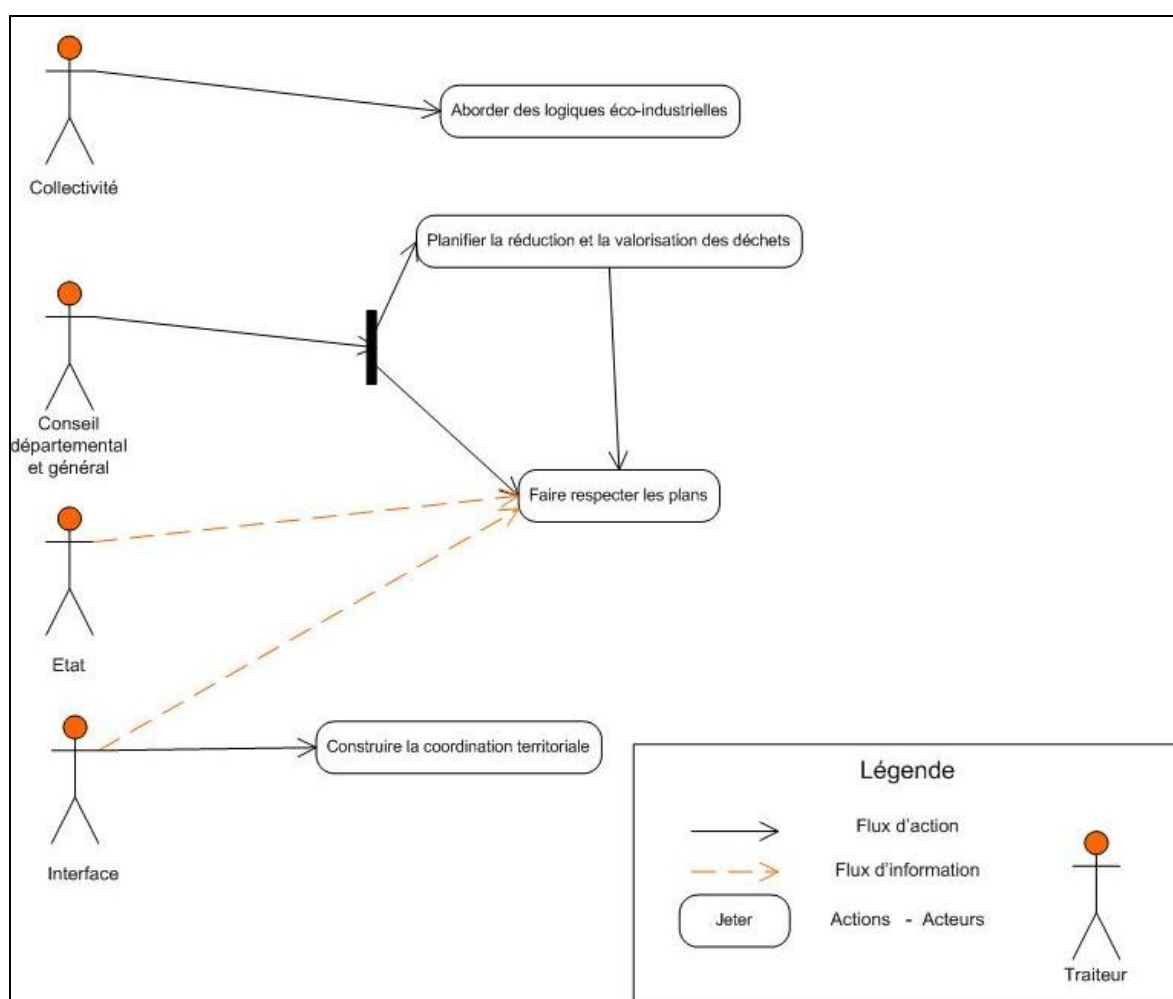 Aborder des logiques éco-industrielles
Collectivité
Planifier la réduction et la valorisation des déchets
Conseil
départemental
et général
Faire respecter les plans
Etat
Construire la coordination territoriale
Interface
Légende
Flux d'action
Flux d'information
Jeter
Actions - Acteurs
Traiteur